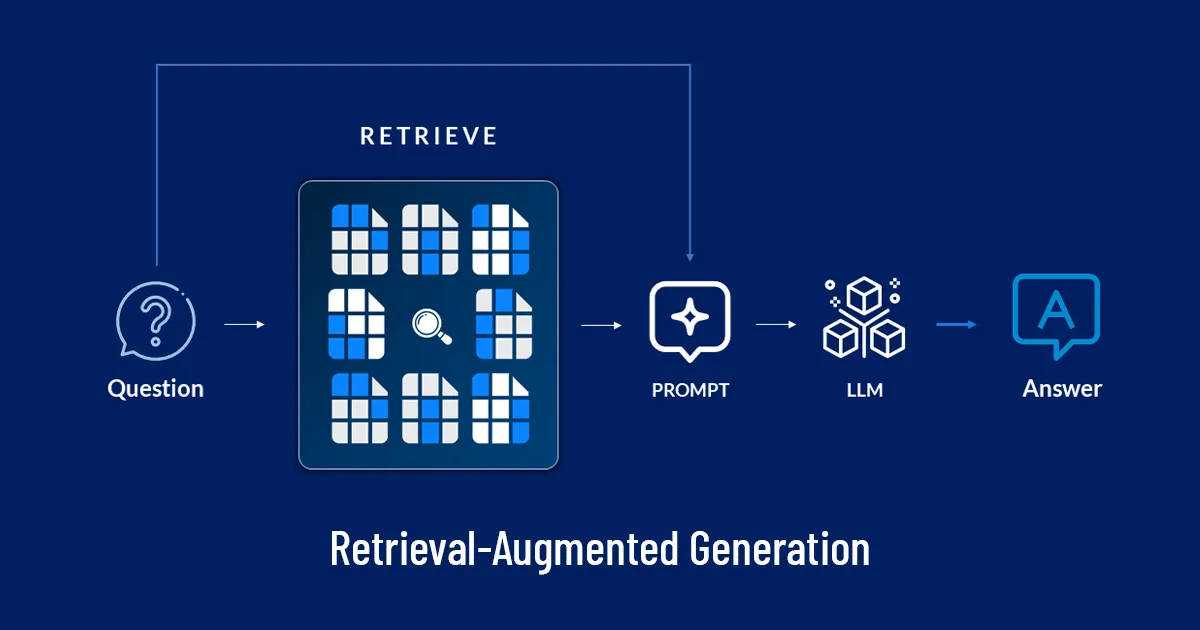 RETRIEVE
Question
PROMPT
LLM
Answer
Retrieval-Augmented Generation